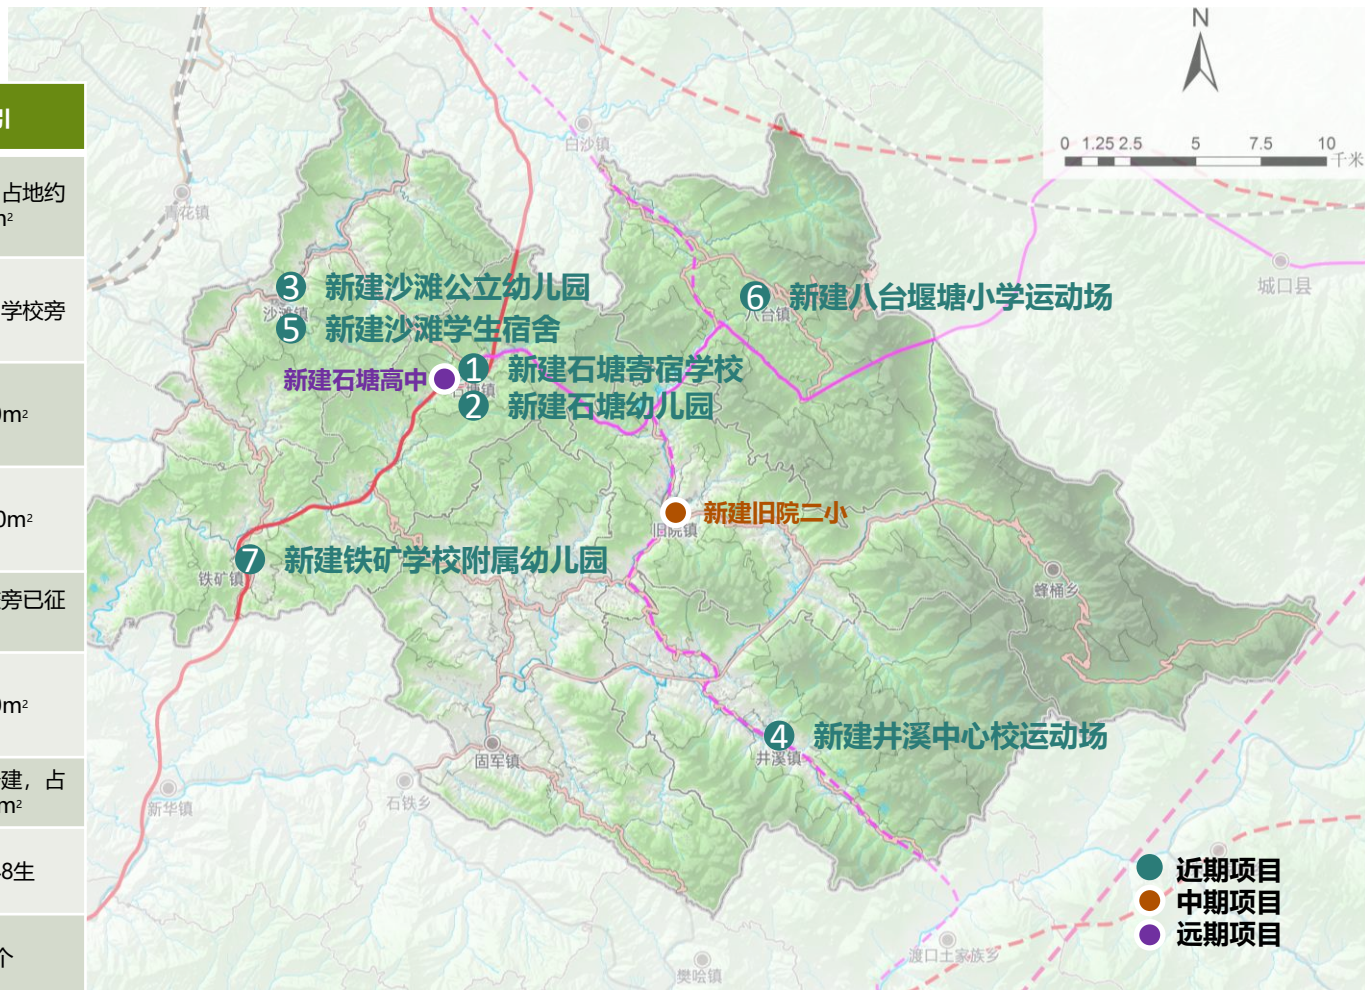 引
占地约
m²
学校旁
0m²
0m²
旁已征
0m²
建，占
m²
8生
个
N
0 1.25 2.5 5 7.5 10
千米
白沙镇
青花镇
城口县
3 新建沙滩公立幼儿园
沙滩镇
5 新建沙滩学生宿舍
6 新建八台堰塘小学运动场
八台镇
新建石塘高中
1 新建石塘寄宿学校
石塘镇
2 新建石塘幼儿园
新建旧院二小
旧院镇
7 新建铁矿学校附属幼儿园
铁矿镇
蜂桶乡
4 新建井溪中心校运动场
井溪镇
固军镇
石铁乡
新华镇
渡口土家族乡
樊哙镇
近期项目
中期项目
远期项目